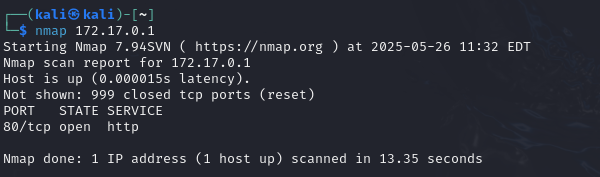 ┌──(kali㉿kali)-[~]
└─$ nmap 172.17.0.1
Starting Nmap 7.94SVN ( https://nmap.org ) at 2025-05-26 11:32 EDT
Nmap scan report for 172.17.0.1
Host is up (0.000015s latency).
Not shown: 999 closed tcp ports (reset)
PORT   STATE SERVICE
80/tcp open  http
Nmap done: 1 IP address (1 host up) scanned in 13.35 seconds